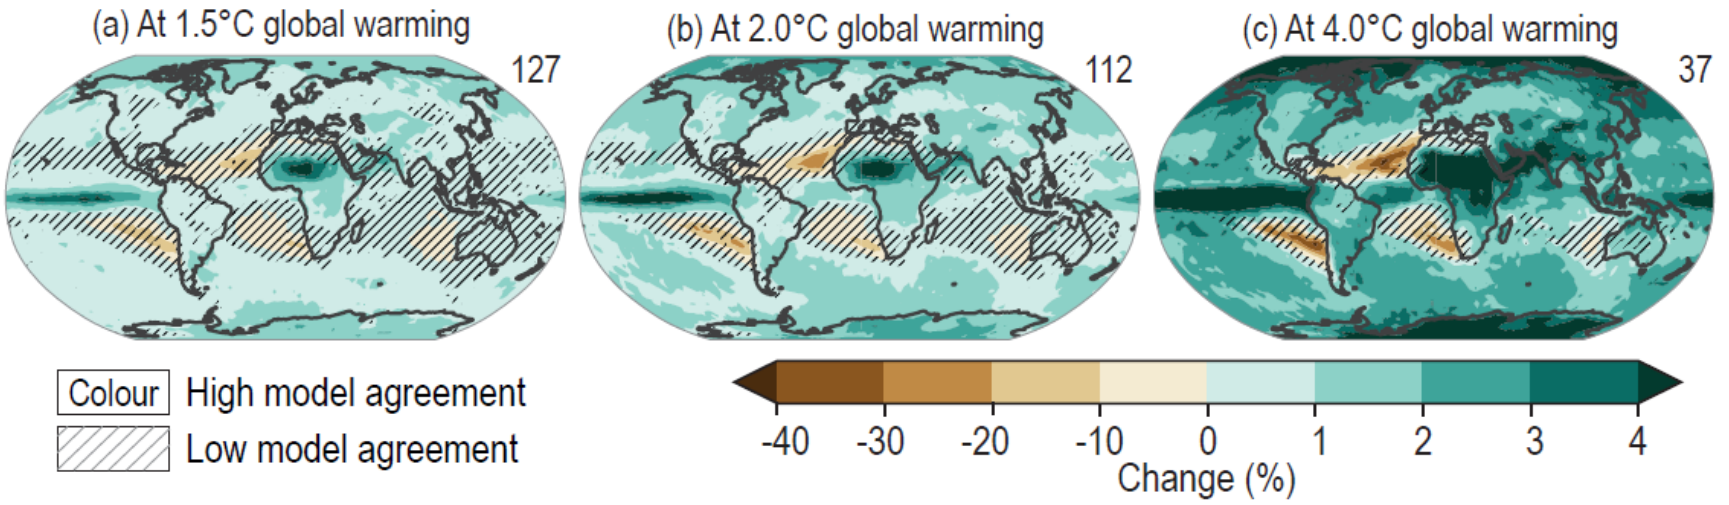 (a) At 1.5°C global warming
127
(b) At 2.0°C global warming
112
(c) At 4.0°C global warming
37
Colour High model agreement
Low model agreement
-40 -30 -20 -10 0 1 2 3 4
Change (%)